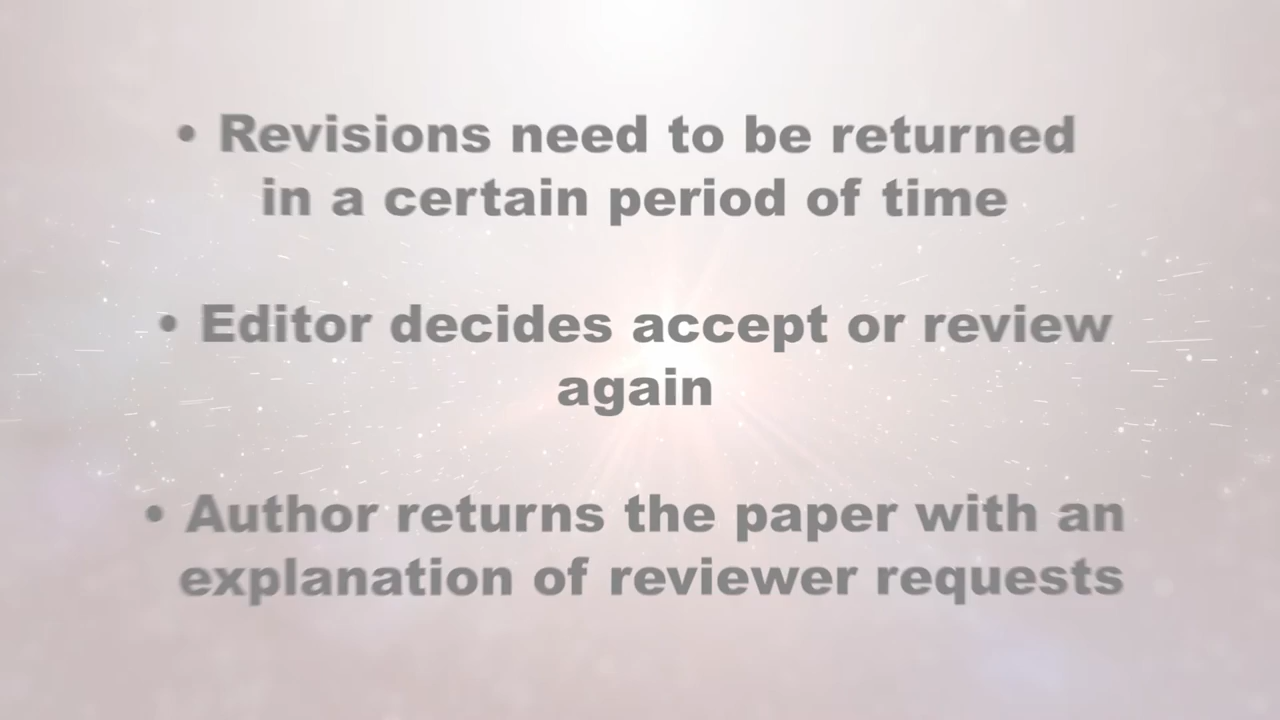 • Revisions need to be returned
in a certain period of time
• Editor decides accept or review
again
• Author returns the paper with an
explanation of reviewer requests